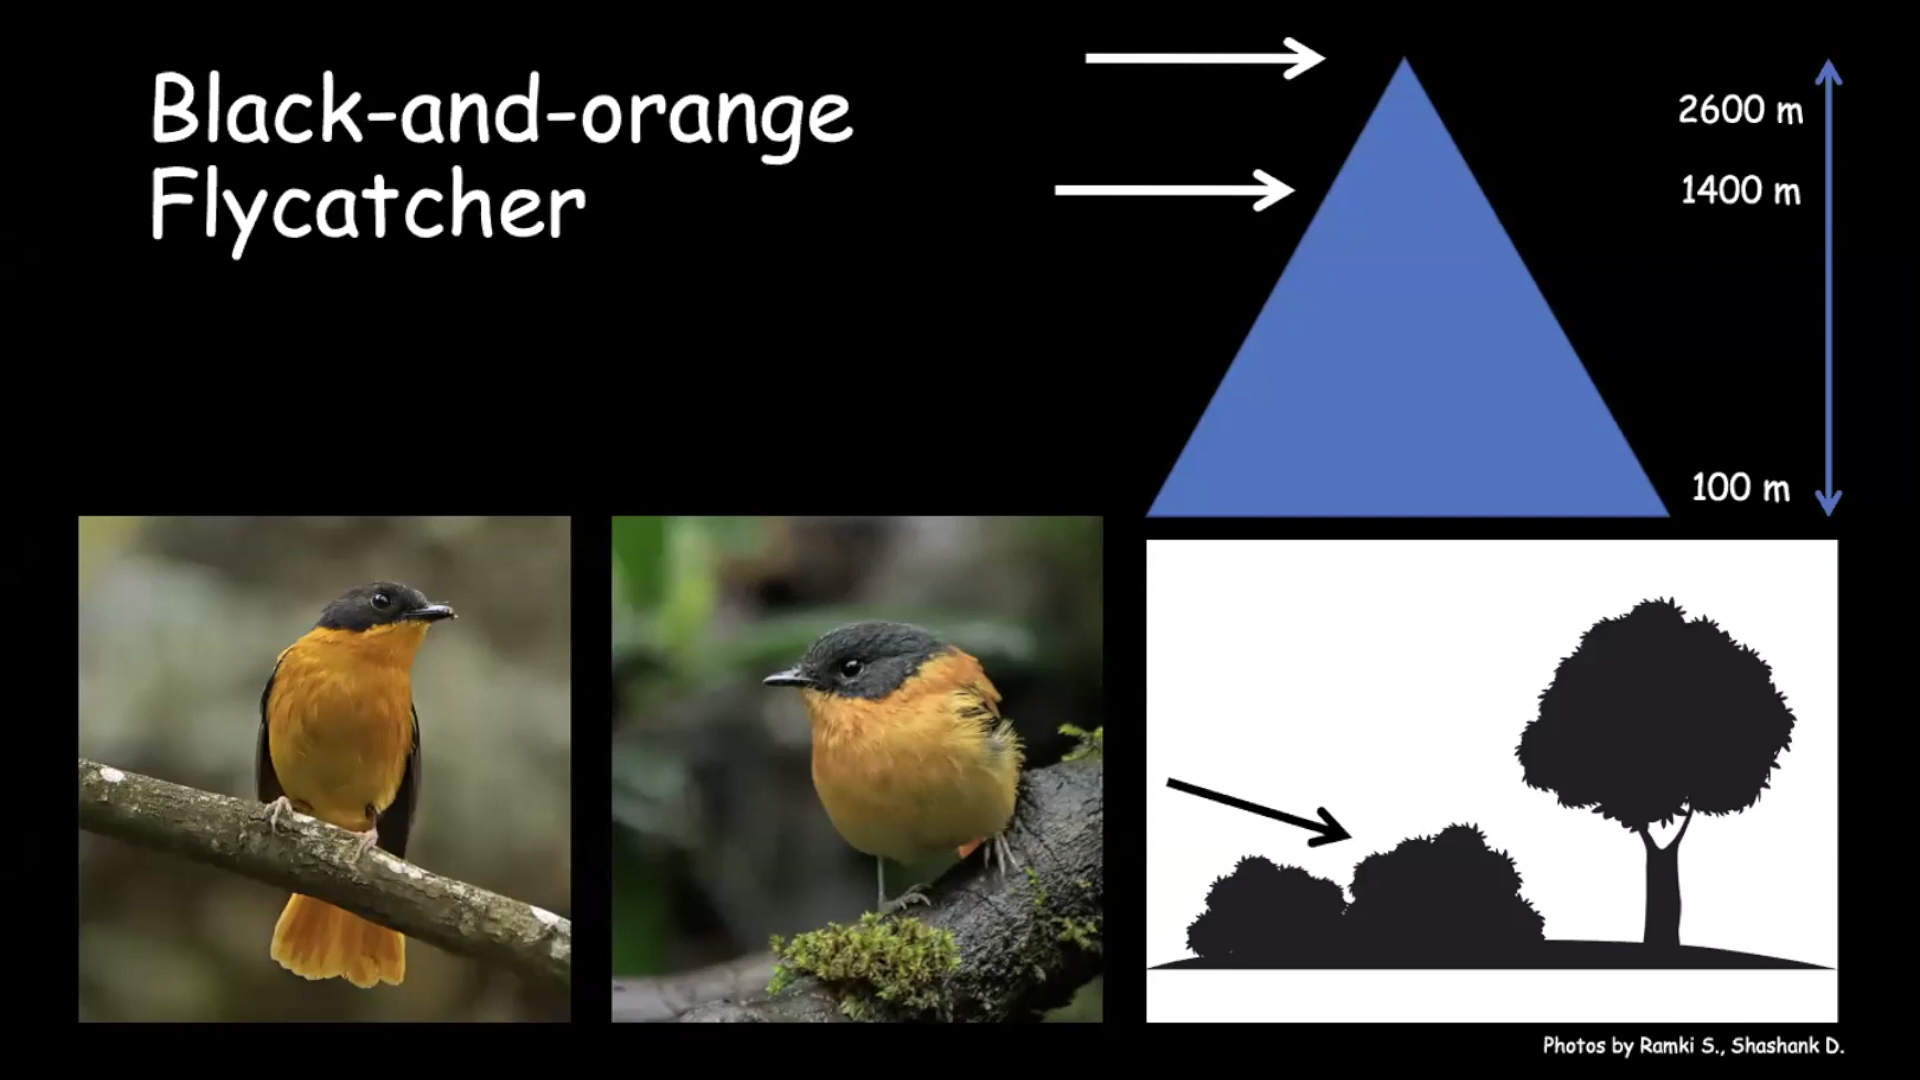 Black-and-orange
Flycatcher
2600 m
1400 m
100 m
Photos by Ramki S., Shashank D.